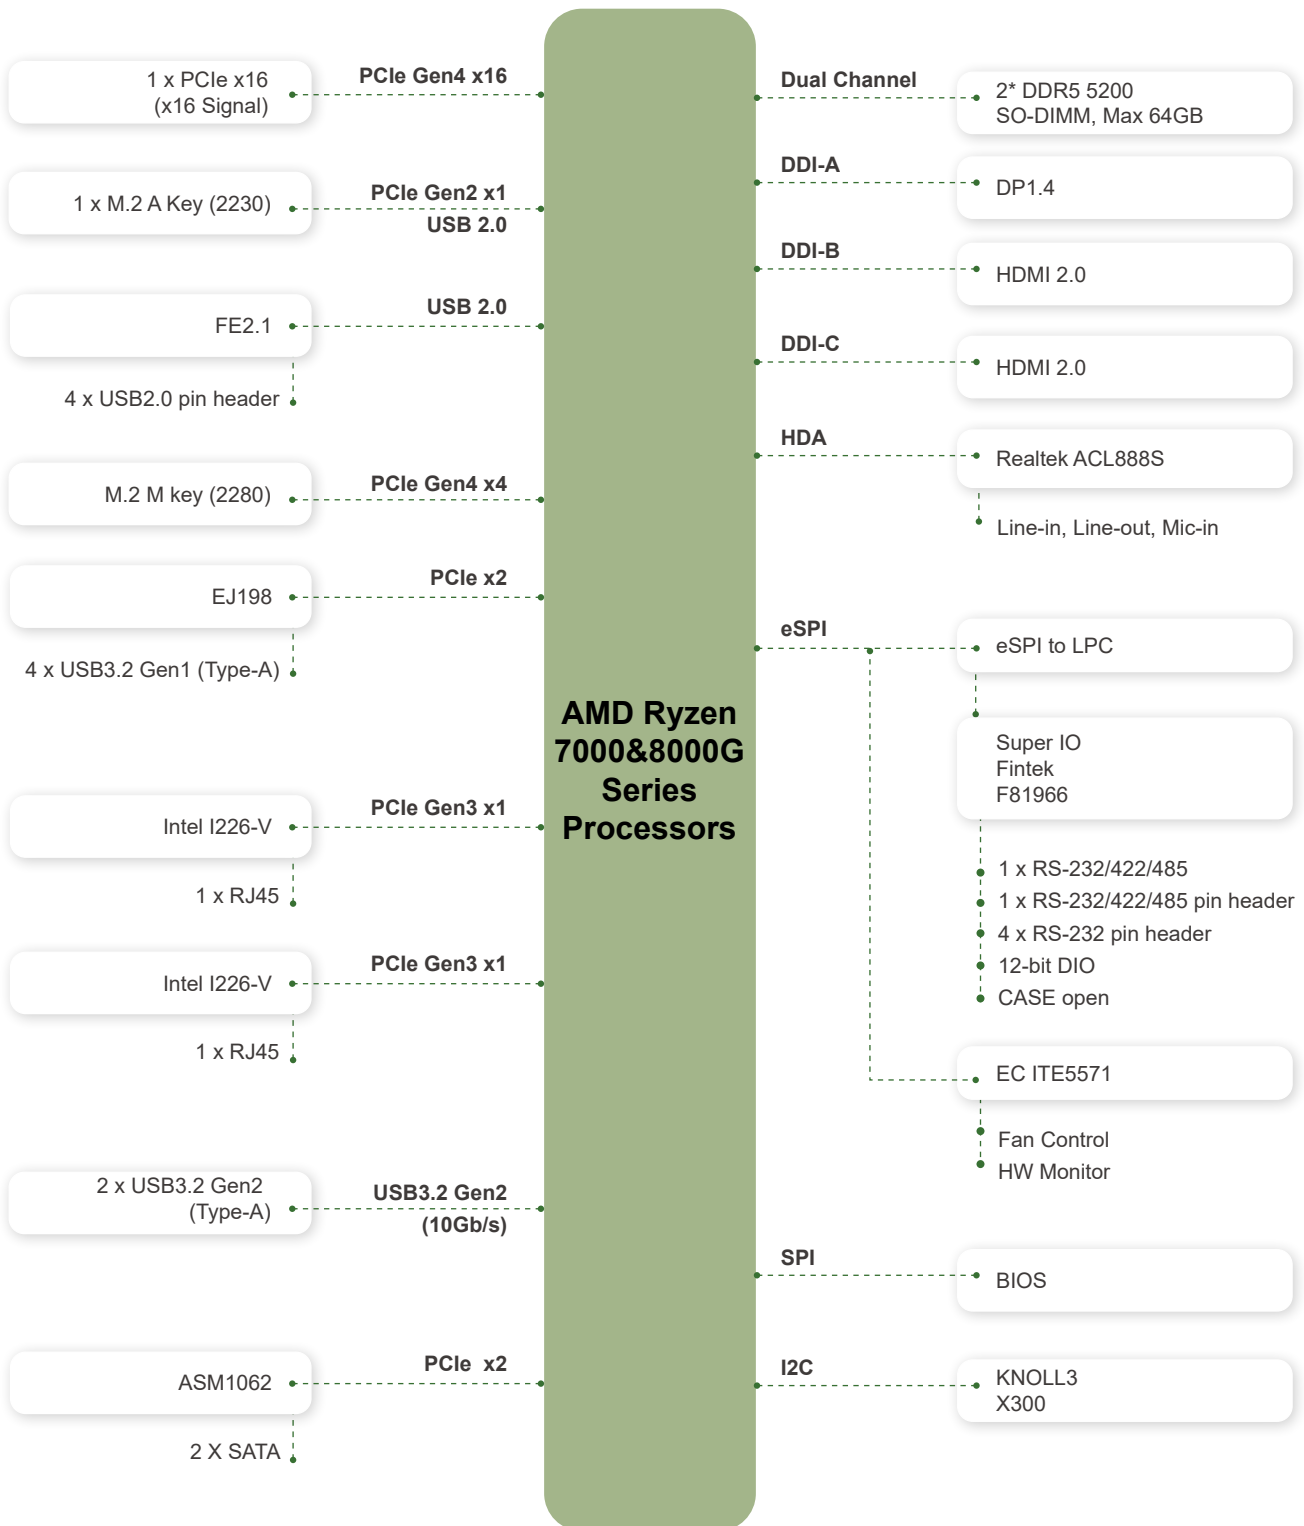 1 x PCIe x16
(x16 Signal)
PCIe Gen4 x16
1 x M.2 A Key (2230)
PCIe Gen2 x1
USB 2.0
FE2.1
USB 2.0
4 x USB2.0 pin header
M.2 M key (2280)
PCIe Gen4 x4
EJ198
PCIe x2
4 x USB3.2 Gen1 (Type-A)
Intel I226-V
PCIe Gen3 x1
1 x RJ45
Intel I226-V
PCIe Gen3 x1
1 x RJ45
2 x USB3.2 Gen2
(Type-A)
USB3.2 Gen2
(10Gb/s)
ASM1062
PCIe  x2
2 X SATA
AMD Ryzen
7000&8000G
Series
Processors
Dual Channel
2* DDR5 5200
SO-DIMM, Max 64GB
DDI-A
DP1.4
DDI-B
HDMI 2.0
DDI-C
HDMI 2.0
HDA
Realtek ACL888S
Line-in, Line-out, Mic-in
eSPI
eSPI to LPC
Super IO
Fintek
F81966
1 x RS-232/422/485
1 x RS-232/422/485 pin header
4 x RS-232 pin header
12-bit DIO
CASE open
EC ITE5571
Fan Control
HW Monitor
SPI
BIOS
I2C
KNOLL3
X300